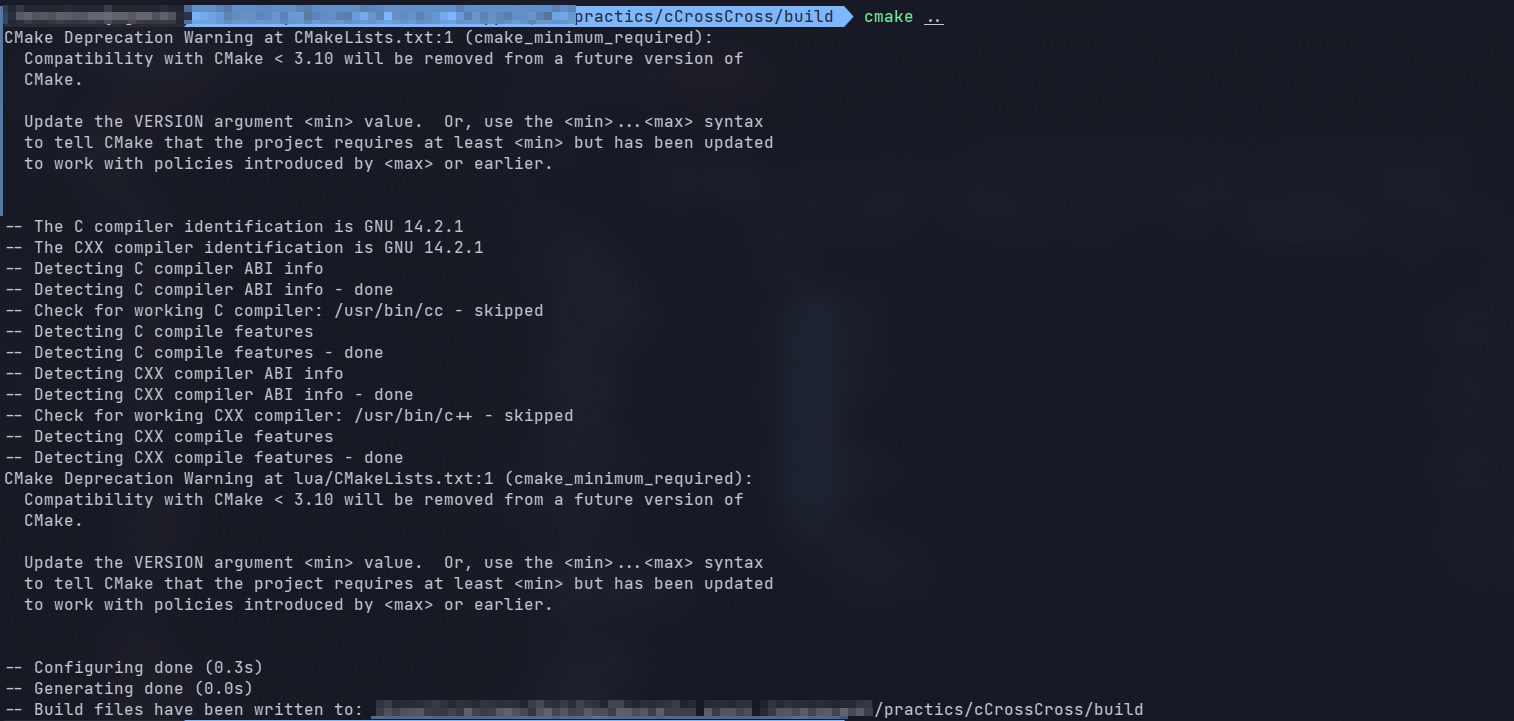 practics/cCrossCross/build cmake ..
CMake Deprecation Warning at CMakeLists.txt:1 (cmake_minimum_required):
Compatibility with CMake < 3.10 will be removed from a future version of
CMake.
Update the VERSION argument <min> value.  Or, use the <min>...<max> syntax
to tell CMake that the project requires at least <min> but has been updated
to work with policies introduced by <max> or earlier.
-- The C compiler identification is GNU 14.2.1
-- The CXX compiler identification is GNU 14.2.1
-- Detecting C compiler ABI info
-- Detecting C compiler ABI info - done
-- Check for working C compiler: /usr/bin/cc - skipped
-- Detecting C compile features
-- Detecting C compile features - done
-- Detecting CXX compiler ABI info
-- Detecting CXX compiler ABI info - done
-- Check for working CXX compiler: /usr/bin/c++ - skipped
-- Detecting CXX compile features
-- Detecting CXX compile features - done
CMake Deprecation Warning at lua/CMakeLists.txt:1 (cmake_minimum_required):
Compatibility with CMake < 3.10 will be removed from a future version of
CMake.
Update the VERSION argument <min> value.  Or, use the <min>...<max> syntax
to tell CMake that the project requires at least <min> but has been updated
to work with policies introduced by <max> or earlier.
-- Configuring done (0.3s)
-- Generating done (0.0s)
-- Build files have been written to: /practics/cCrossCross/build